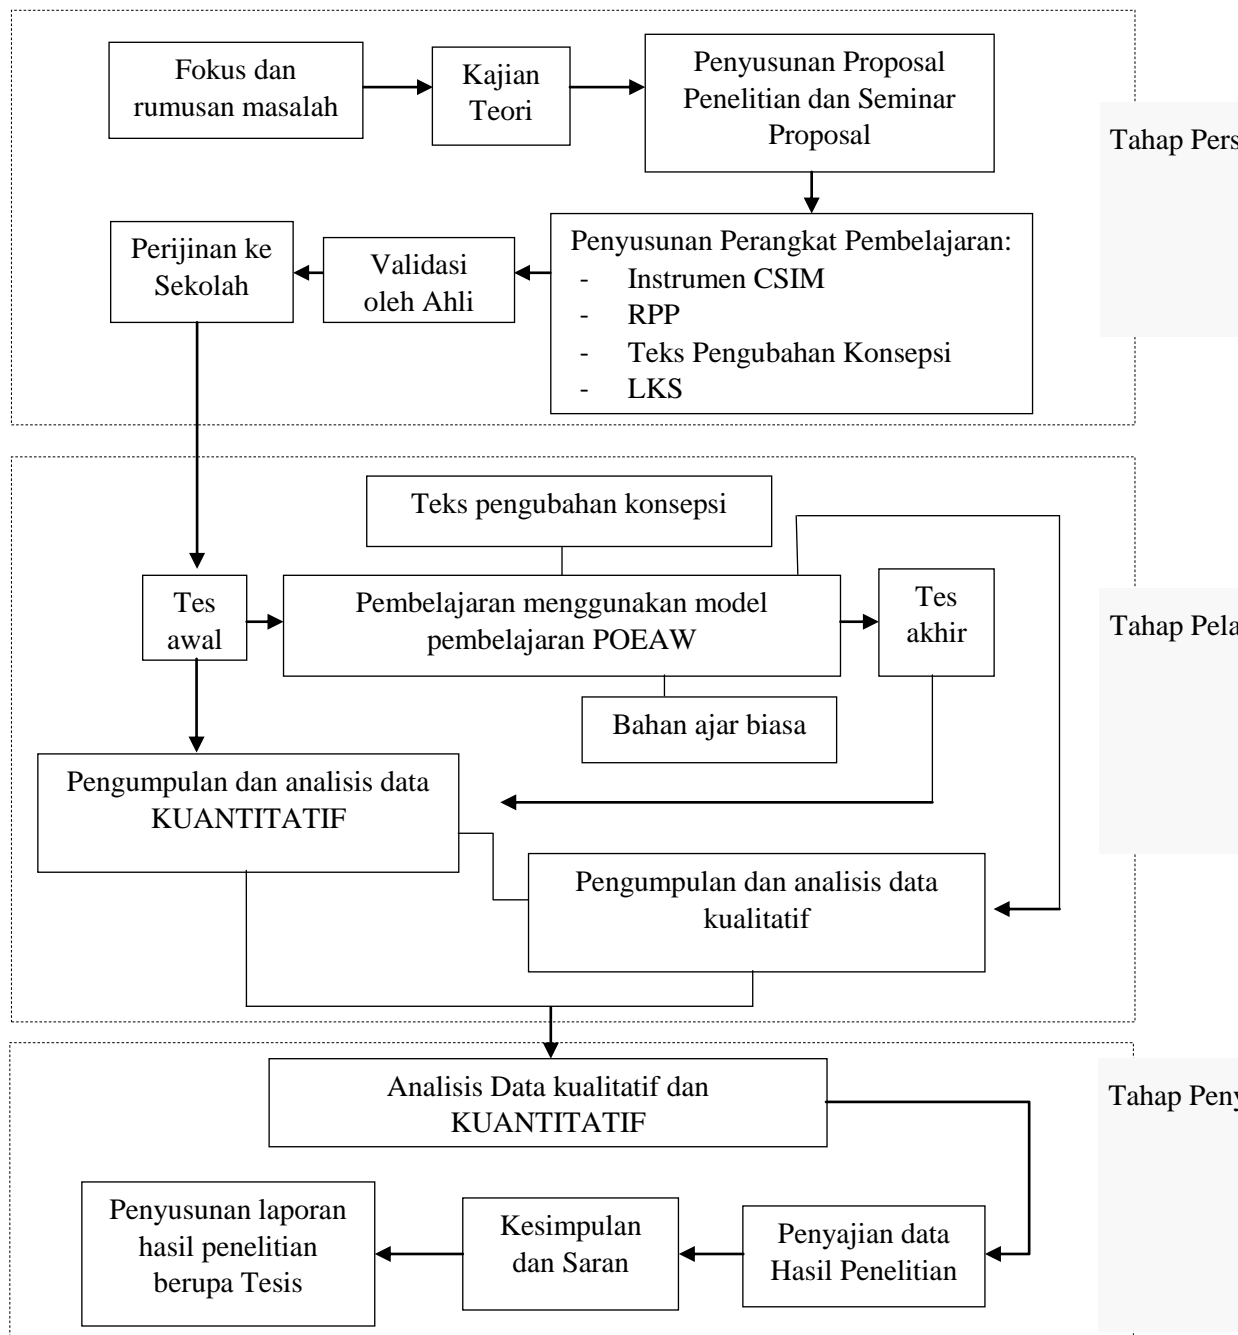 Fokus dan
rumusan masalah
Kajian
Teori
Penyusunan Proposal
Penelitian dan Seminar
Proposal
Tahap Pers
Perijinan ke
Sekolah
Validasi
oleh Ahli
Penyusunan Perangkat Pembelajaran:
- Instrumen CSIM
- RPP
- Teks Pengubahan Konsepsi
- LKS
Teks pengubahan konsepsi
Tes
awal
Pembelajaran menggunakan model
pembelajaran POEAW
Tes
akhir
Tahap Pela
Bahan ajar biasa
Pengumpulan dan analisis data
KUANTITATIF
Pengumpulan dan analisis data
kualitatif
Analisis Data kualitatif dan
KUANTITATIF
Tahap Peny
Penyusunan laporan
hasil penelitian
berupa Tesis
Kesimpulan
dan Saran
Penyajian data
Hasil Penelitian